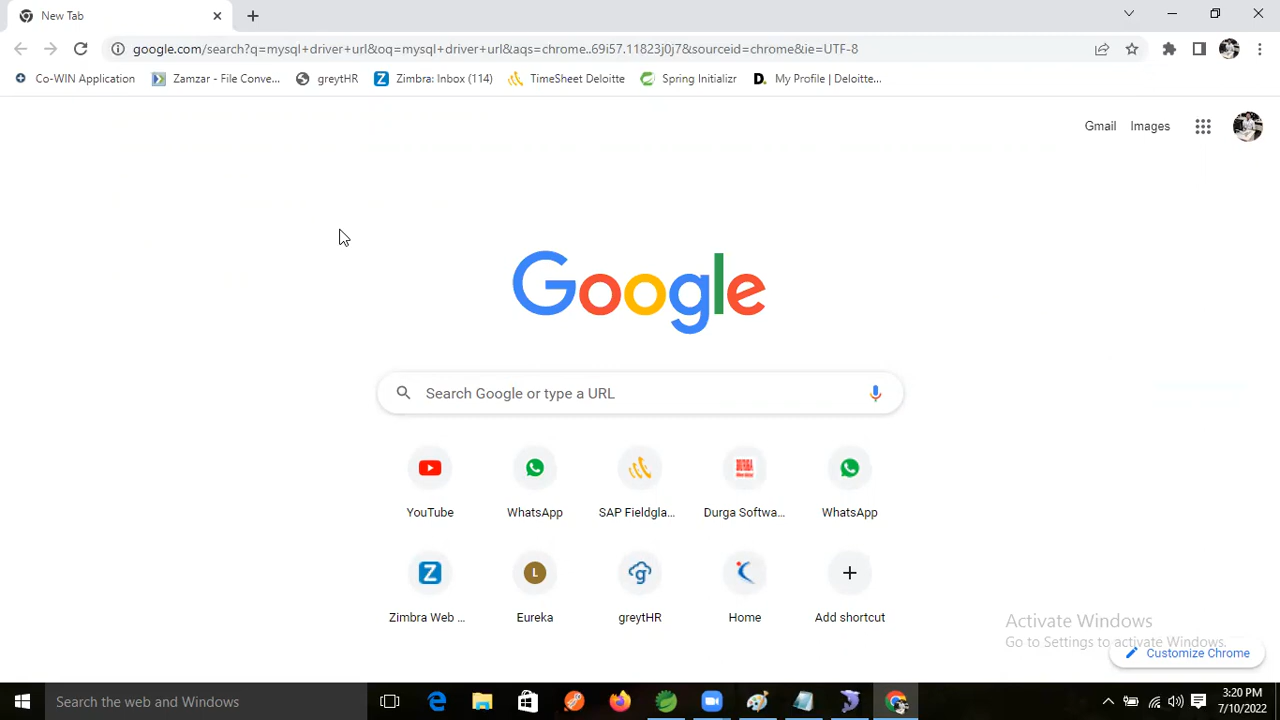 New Tab
google.com/search?q=mysql+driver+url&oq=mysql+driver+url&aqs=chrome..69i57.11823j0j7&sourceid=chrome&ie=UTF-8
Co-WIN Application
Zamzar - File Conve...
greytHR
Zimbra: Inbox (114)
TimeSheet Deloitte
Spring Initializr
D. My Profile | Deloitte...
Gmail
Images
Google
Search Google or type a URL
YouTube
WhatsApp
SAP Fieldgla...
Durga Softwa...
WhatsApp
L
Zimbra Web ...
Eureka
greytHR
Home
Add shortcut
Activate Windows
Go to Settings to activate Windows.
Customize Chrome
Search the web and Windows
3:20 PM
7/10/2022